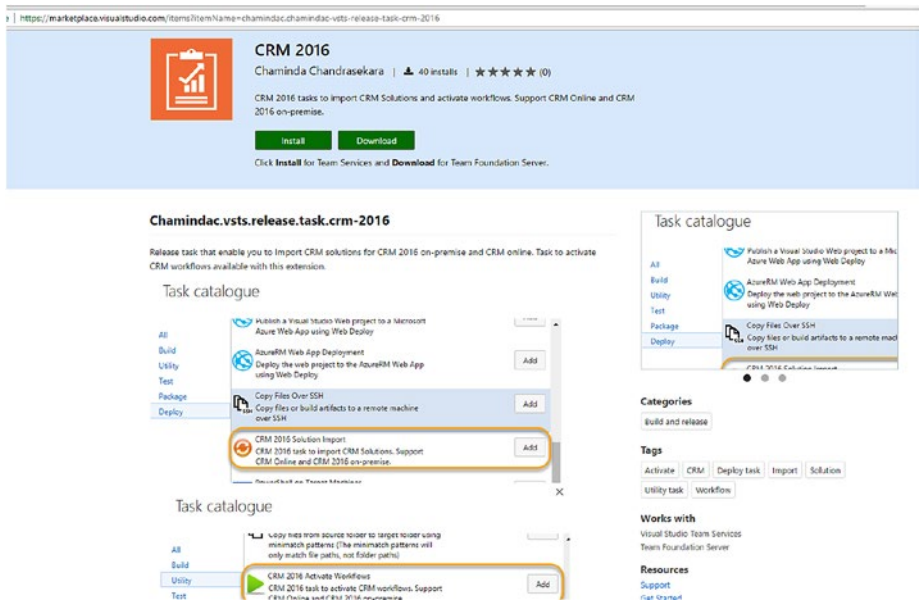 https://marketplace.visualstudio.com/items?itemName=chamindac.chamindac-vsts-release-task-crm-2016
CRM 2016
Chaminda Chandrasekara | 40 installs | ★★★★★ (0)
CRM 2016 tasks to import CRM Solutions and activate workflows. Support CRM Online and CRM
2016 on-premise.
Install Download
Click Install for Team Services and Download for Team Foundation Server.
Chamindac.vsts.release.task.crm-2016
Release task that enable you to Import CRM solutions for CRM 2016 on-premise and CRM online. Task to activate
CRM workflows available with this extension.
Task catalogue
All
Build
Utility
Test
Package
Deploy
Publish a Visual Studio Web project to a Microsoft
Azure Web App using Web Deploy
AzureRM Web App Deployment
Deploy the web project to the AzureRM Web App
using Web Deploy
Add
Copy Files Over SSH
Copy files or build artifacts to a remote machine
over SSH
Add
CRM 2016 Solution Import
CRM 2016 task to import CRM Solutions. Support
CRM Online and CRM 2016 on-premise.
Add
PowerShell on Target Machines
Task catalogue
All
Build
Utility
Test
Copy files from source folder to target folder using
minimatch patterns (The minimatch patterns will
only match file paths, not folder paths)
CRM 2016 Activate Workflows
CRM 2016 task to activate CRM workflows. Support
CRM Online and CRM 2016 on-premise.
Add
Task catalogue
All
Build
Utility
Test
Package
Deploy
Publish a Visual Studio Web project to a Mic
Azure Web App using Web Deploy
AzureRM Web App Deployment
Deploy the web project to the AzureRM Web
using Web Deploy
Copy Files Over SSH
Copy files or build artifacts to a remote mach
over SSH
CRM 2016 Solution Import
Categories
Build and release
Tags
Activate CRM Deploy task Import Solution
Utility task Workflow
Works with
Visual Studio Team Services
Team Foundation Server
Resources
Support
Get Started